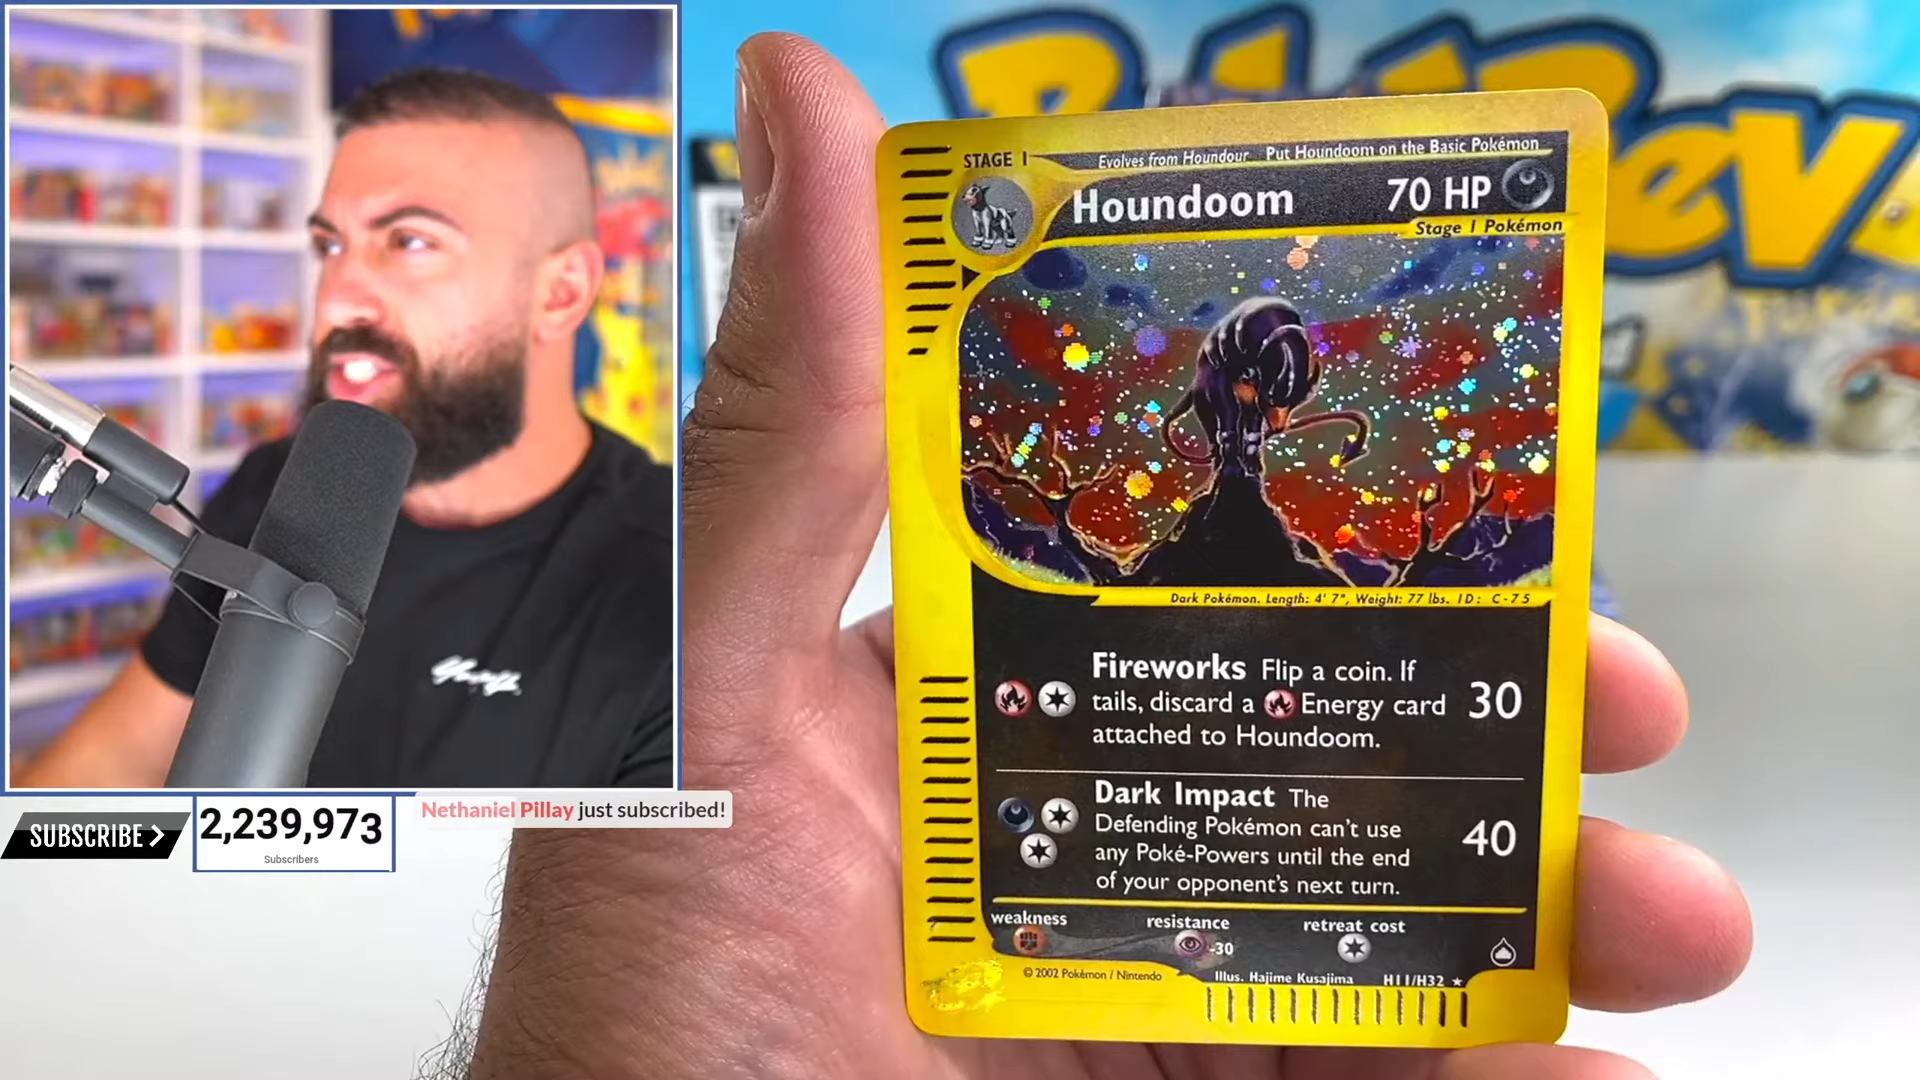 STAGE 1
Evolves from Houndour Put Houndoom on the Basic Pokémon
Houndoom 70 HP
Stage 1 Pokémon
Dark Pokémon. Length: 4' 7", Weight: 77 lbs. ID: C-75
Fireworks Flip a coin. If
tails, discard a Energy card 30
attached to Houndoom.
Dark Impact The
Defending Pokémon can't use
any Poké-Powers until the end 40
of your opponent's next turn.
weakness resistance retreat cost
-30
© 2002 Pokémon / Nintendo Illus. Hajime Kusajima H11/H32
SUBSCRIBE
2,239,973
Subscribers
Nethaniel Pillay just subscribed!